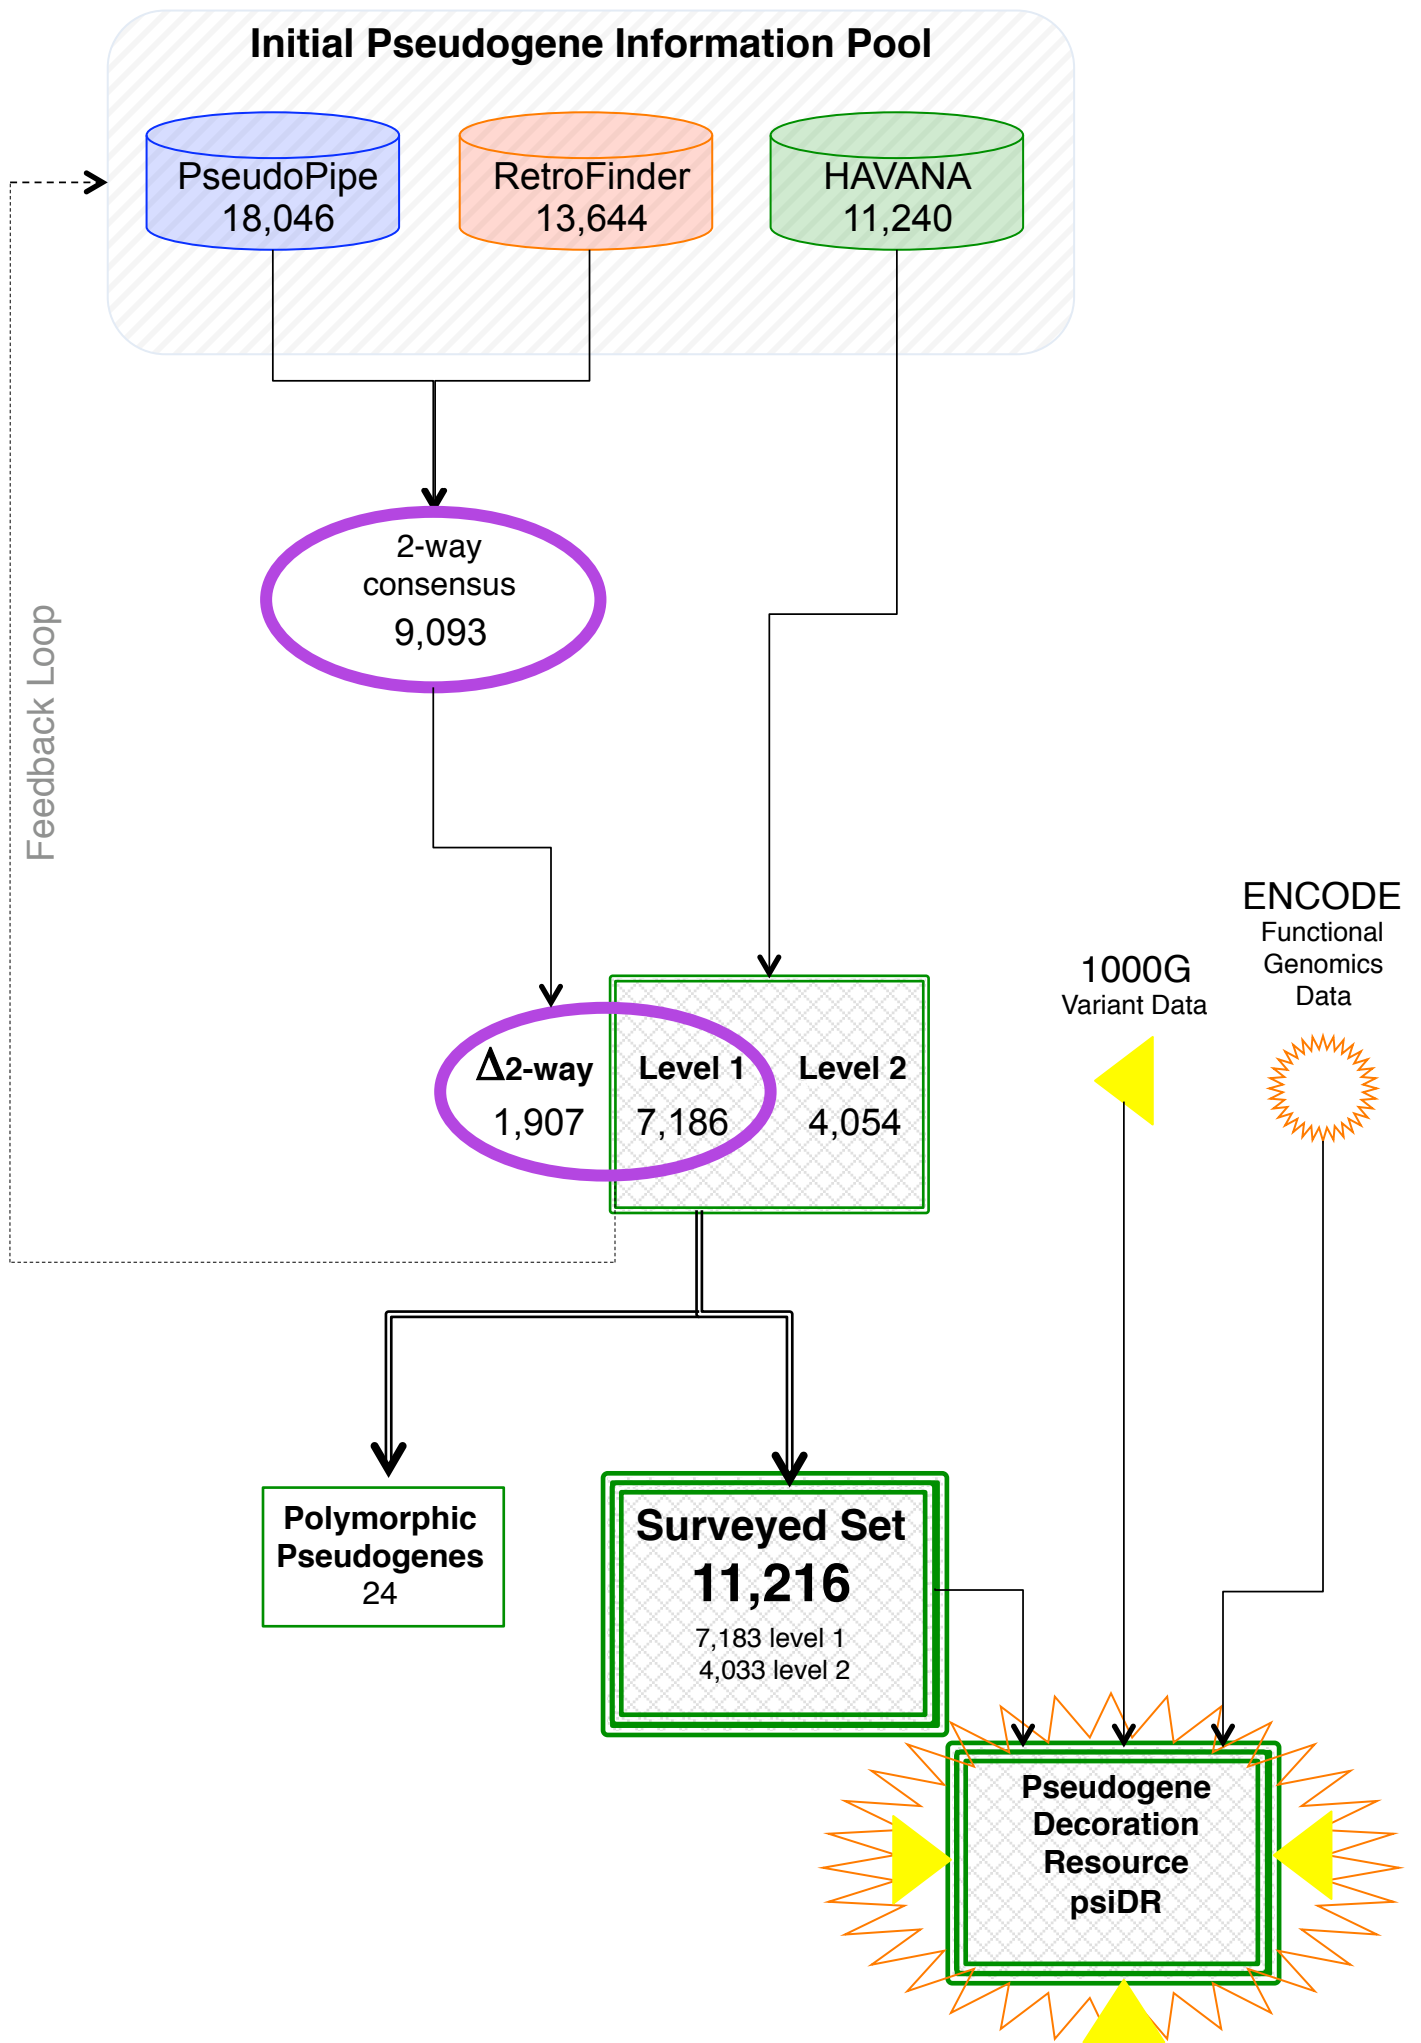 Initial Pseudogene Information Pool
PseudoPipe
18,046
RetroFinder
13,644
HAVANA
11,240
2-way
consensus
9,093
Feedback Loop
ENCODE
Functional
Genomics
Data
1000G
Variant Data
Δ2-way
1,907
Level 1
7,186
Level 2
4,054
Polymorphic
Pseudogenes
24
Surveyed Set
11,216
7,183 level 1
4,033 level 2
Pseudogene
Decoration
Resource
psiDR